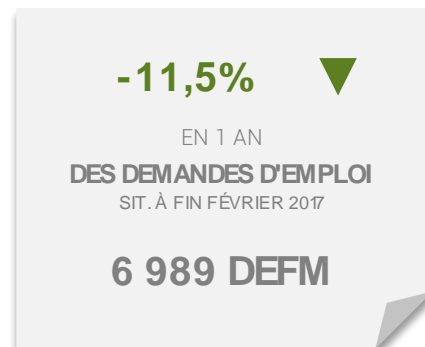 -11,5% ▼
EN 1 AN
DES DEMANDES D'EMPLOI
SIT. À FIN FÉVRIER 2017
6 989 DEFM